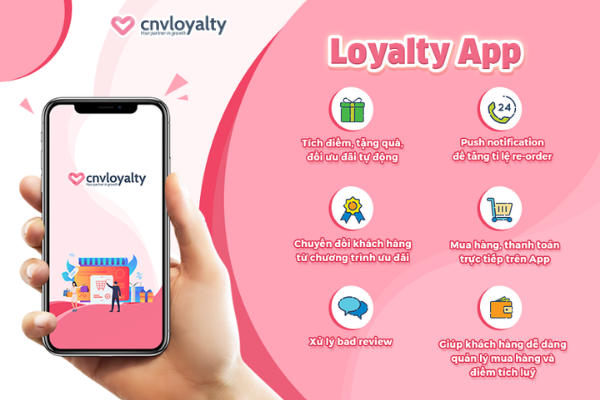 cnvloyalty
Your partner in growth
Loyalty App
Tích điểm, tặng quà,
đổi ưu đãi tự động
24
Push notification
để tăng tỉ lệ re-order
Chuyển đổi khách hàng
từ chương trình ưu đãi
Mua hàng, thanh toán
trực tiếp trên App
Xử lý bad review
Giúp khách hàng dễ dàng
quản lý mua hàng và
điểm tích luỹ
cnvloyalty
Your partner in growth